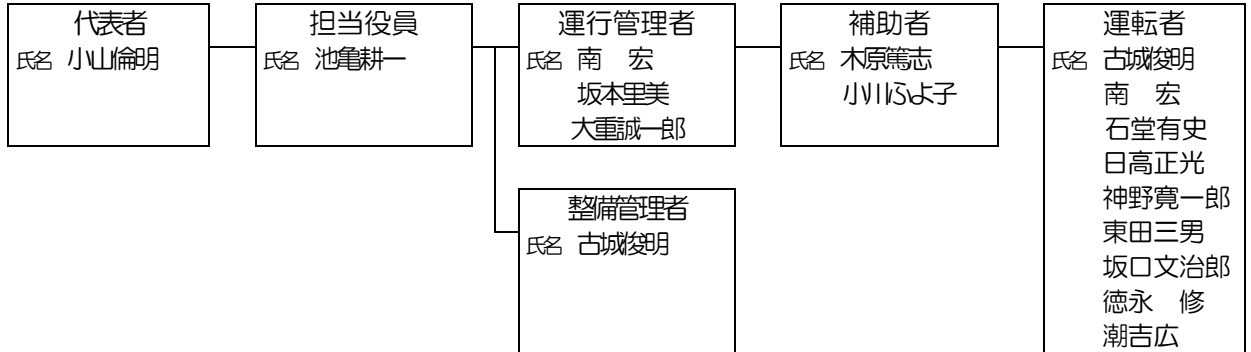 代表者
氏名 小山倫明
担当役員
氏名 池亀耕一
運行管理者
氏名 南　宏
坂本里美
大重誠一郎
補助者
氏名 木原篤志
小川ふよ子
運転者
氏名 古城俊明
南　宏
石堂有史
日高正光
神野寛一郎
東田三男
坂口文治郎
徳永　修
潮吉広
整備管理者
氏名 古城俊明